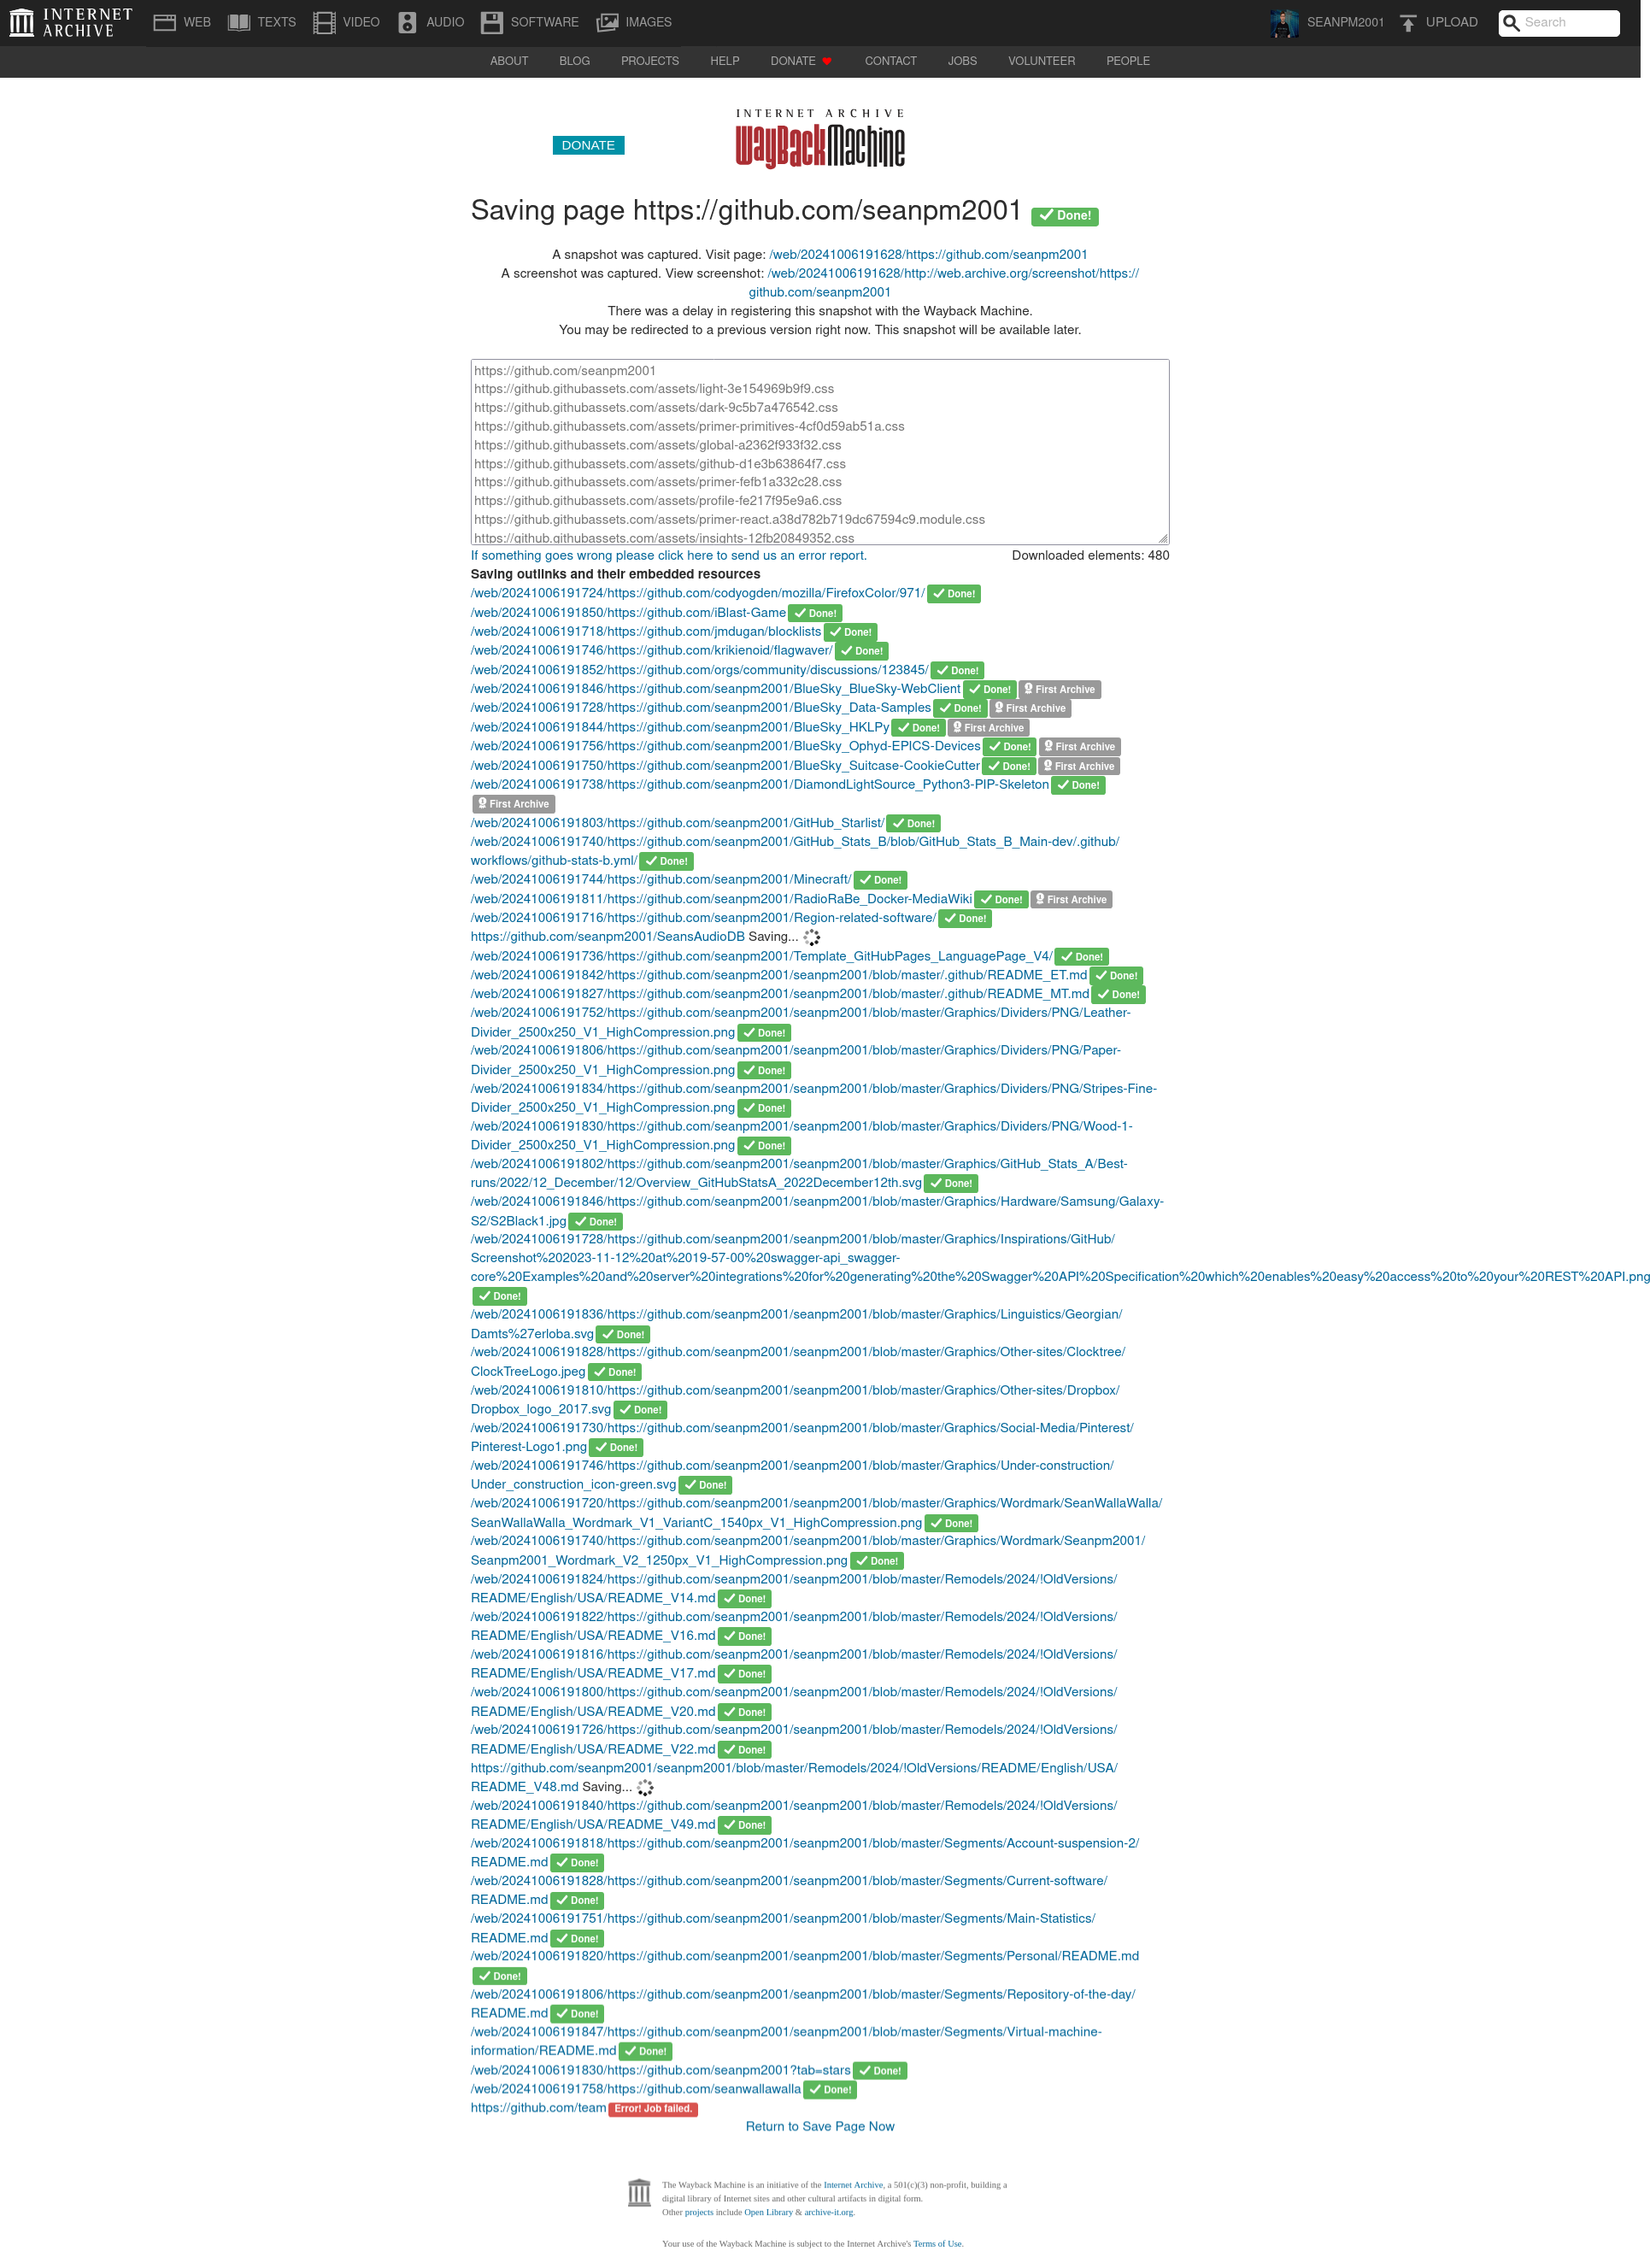 INTERNET ARCHIVE
WEB TEXTS VIDEO AUDIO SOFTWARE IMAGES SEANPM2001 UPLOAD Search
ABOUT BLOG PROJECTS HELP DONATE CONTACT JOBS VOLUNTEER PEOPLE
INTERNET ARCHIVE
DONATE WayBackMachine
Saving page https://github.com/seanpm2001 Done!
A snapshot was captured. Visit page: /web/20241006191628/https://github.com/seanpm2001
A screenshot was captured. View screenshot: /web/20241006191628/http://web.archive.org/screenshot/https://
github.com/seanpm2001
There was a delay in registering this snapshot with the Wayback Machine.
You may be redirected to a previous version right now. This snapshot will be available later.
https://github.com/seanpm2001
https://github.githubassets.com/assets/light-3e154969b9f9.css
https://github.githubassets.com/assets/dark-9c5b7a476542.css
https://github.githubassets.com/assets/primer-primitives-4cf0d59ab51a.css
https://github.githubassets.com/assets/global-a2362f933f32.css
https://github.githubassets.com/assets/github-d1e3b63864f7.css
https://github.githubassets.com/assets/primer-fefb1a332c28.css
https://github.githubassets.com/assets/profile-fe217f95e9a6.css
https://github.githubassets.com/assets/primer-react.a38d782b719dc67594c9.module.css
https://github.githubassets.com/assets/insights-12fb20849352.css
If something goes wrong please click here to send us an error report. Downloaded elements: 480
Saving outlinks and their embedded resources
/web/20241006191724/https://github.com/codyogden/mozilla/FirefoxColor/971/ Done!
/web/20241006191850/https://github.com/iBlast-Game Done!
/web/20241006191718/https://github.com/jmdugan/blocklists Done!
/web/20241006191746/https://github.com/krikienoid/flagwaver/ Done!
/web/20241006191852/https://github.com/orgs/community/discussions/123845/ Done!
/web/20241006191846/https://github.com/seanpm2001/BlueSky_BlueSky-WebClient Done! First Archive
/web/20241006191728/https://github.com/seanpm2001/BlueSky_Data-Samples Done! First Archive
/web/20241006191844/https://github.com/seanpm2001/BlueSky_HKLPy Done! First Archive
/web/20241006191756/https://github.com/seanpm2001/BlueSky_Ophyd-EPICS-Devices Done! First Archive
/web/20241006191750/https://github.com/seanpm2001/BlueSky_Suitcase-CookieCutter Done! First Archive
/web/20241006191738/https://github.com/seanpm2001/DiamondLightSource_Python3-PIP-Skeleton Done!
First Archive
/web/20241006191803/https://github.com/seanpm2001/GitHub_Starlist/ Done!
/web/20241006191740/https://github.com/seanpm2001/GitHub_Stats_B/blob/GitHub_Stats_B_Main-dev/.github/
workflows/github-stats-b.yml/ Done!
/web/20241006191744/https://github.com/seanpm2001/Minecraft/ Done!
/web/20241006191811/https://github.com/seanpm2001/RadioRaBe_Docker-MediaWiki Done! First Archive
/web/20241006191716/https://github.com/seanpm2001/Region-related-software/ Done!
https://github.com/seanpm2001/SeansAudioDB Saving...
/web/20241006191736/https://github.com/seanpm2001/Template_GitHubPages_LanguagePage_V4/ Done!
/web/20241006191842/https://github.com/seanpm2001/seanpm2001/blob/master/.github/README_ET.md Done!
/web/20241006191827/https://github.com/seanpm2001/seanpm2001/blob/master/.github/README_MT.md Done!
/web/20241006191752/https://github.com/seanpm2001/seanpm2001/blob/master/Graphics/Dividers/PNG/Leather-
Divider_2500x250_V1_HighCompression.png Done!
/web/20241006191806/https://github.com/seanpm2001/seanpm2001/blob/master/Graphics/Dividers/PNG/Paper-
Divider_2500x250_V1_HighCompression.png Done!
/web/20241006191834/https://github.com/seanpm2001/seanpm2001/blob/master/Graphics/Dividers/PNG/Stripes-Fine-
Divider_2500x250_V1_HighCompression.png Done!
/web/20241006191830/https://github.com/seanpm2001/seanpm2001/blob/master/Graphics/Dividers/PNG/Wood-1-
Divider_2500x250_V1_HighCompression.png Done!
/web/20241006191802/https://github.com/seanpm2001/seanpm2001/blob/master/Graphics/GitHub_Stats_A/Best-
runs/2022/12_December/12/Overview_GitHubStatsA_2022December12th.svg Done!
/web/20241006191846/https://github.com/seanpm2001/seanpm2001/blob/master/Graphics/Hardware/Samsung/Galaxy-
S2/S2Black1.jpg Done!
/web/20241006191728/https://github.com/seanpm2001/seanpm2001/blob/master/Graphics/Inspirations/GitHub/
Screenshot%202023-11-12%20at%2019-57-00%20swagger-api_swagger-
core%20Examples%20and%20server%20integrations%20for%20generating%20the%20Swagger%20API%20Specification%20which%20enables%20easy%20access%20to%20your%20REST%20API.png
Done!
/web/20241006191836/https://github.com/seanpm2001/seanpm2001/blob/master/Graphics/Linguistics/Georgian/
Damts%27erloba.svg Done!
/web/20241006191828/https://github.com/seanpm2001/seanpm2001/blob/master/Graphics/Other-sites/Clocktree/
ClockTreeLogo.jpeg Done!
/web/20241006191810/https://github.com/seanpm2001/seanpm2001/blob/master/Graphics/Other-sites/Dropbox/
Dropbox_logo_2017.svg Done!
/web/20241006191730/https://github.com/seanpm2001/seanpm2001/blob/master/Graphics/Social-Media/Pinterest/
Pinterest-Logo1.png Done!
/web/20241006191746/https://github.com/seanpm2001/seanpm2001/blob/master/Graphics/Under-construction/
Under_construction_icon-green.svg Done!
/web/20241006191720/https://github.com/seanpm2001/seanpm2001/blob/master/Graphics/Wordmark/SeanWallaWalla/
SeanWallaWalla_Wordmark_V1_VariantC_1540px_V1_HighCompression.png Done!
/web/20241006191740/https://github.com/seanpm2001/seanpm2001/blob/master/Graphics/Wordmark/Seanpm2001/
Seanpm2001_Wordmark_V2_1250px_V1_HighCompression.png Done!
/web/20241006191824/https://github.com/seanpm2001/seanpm2001/blob/master/Remodels/2024/!OldVersions/
README/English/USA/README_V14.md Done!
/web/20241006191822/https://github.com/seanpm2001/seanpm2001/blob/master/Remodels/2024/!OldVersions/
README/English/USA/README_V16.md Done!
/web/20241006191816/https://github.com/seanpm2001/seanpm2001/blob/master/Remodels/2024/!OldVersions/
README/English/USA/README_V17.md Done!
/web/20241006191800/https://github.com/seanpm2001/seanpm2001/blob/master/Remodels/2024/!OldVersions/
README/English/USA/README_V20.md Done!
/web/20241006191726/https://github.com/seanpm2001/seanpm2001/blob/master/Remodels/2024/!OldVersions/
README/English/USA/README_V22.md Done!
https://github.com/seanpm2001/seanpm2001/blob/master/Remodels/2024/!OldVersions/README/English/USA/
README_V48.md Saving...
/web/20241006191840/https://github.com/seanpm2001/seanpm2001/blob/master/Remodels/2024/!OldVersions/
README/English/USA/README_V49.md Done!
/web/20241006191818/https://github.com/seanpm2001/seanpm2001/blob/master/Segments/Account-suspension-2/
README.md Done!
/web/20241006191828/https://github.com/seanpm2001/seanpm2001/blob/master/Segments/Current-software/
README.md Done!
/web/20241006191751/https://github.com/seanpm2001/seanpm2001/blob/master/Segments/Main-Statistics/
README.md Done!
/web/20241006191820/https://github.com/seanpm2001/seanpm2001/blob/master/Segments/Personal/README.md
Done!
/web/20241006191806/https://github.com/seanpm2001/seanpm2001/blob/master/Segments/Repository-of-the-day/
README.md Done!
/web/20241006191847/https://github.com/seanpm2001/seanpm2001/blob/master/Segments/Virtual-machine-
information/README.md Done!
/web/20241006191830/https://github.com/seanpm2001?tab=stars Done!
/web/20241006191758/https://github.com/seanwallawalla Done!
https://github.com/team Error! Job failed.
Return to Save Page Now
The Wayback Machine is an initiative of the Internet Archive, a 501(c)(3) non-profit, building a
digital library of Internet sites and other cultural artifacts in digital form.
Other projects include Open Library & archive-it.org.
Your use of the Wayback Machine is subject to the Internet Archive's Terms of Use.